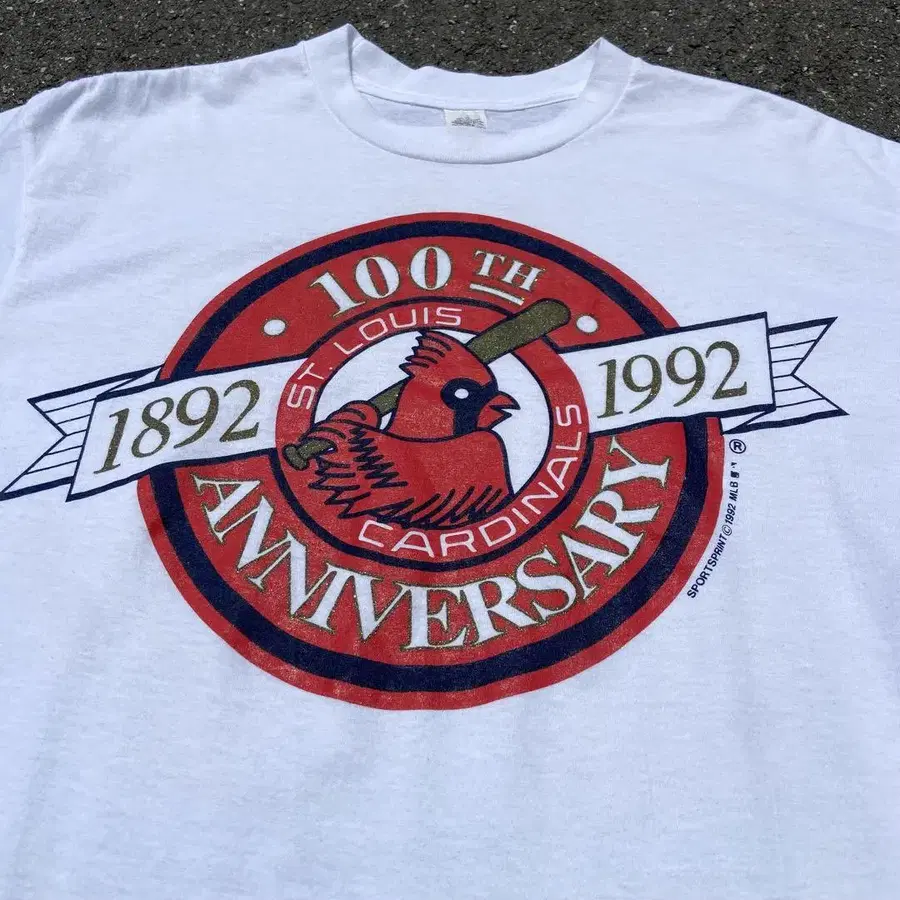 100TH
ST. LOUIS
1892
1992
CARDINALS
ANNIVERSARY
®
SPORTSPRINT©1992 MLB